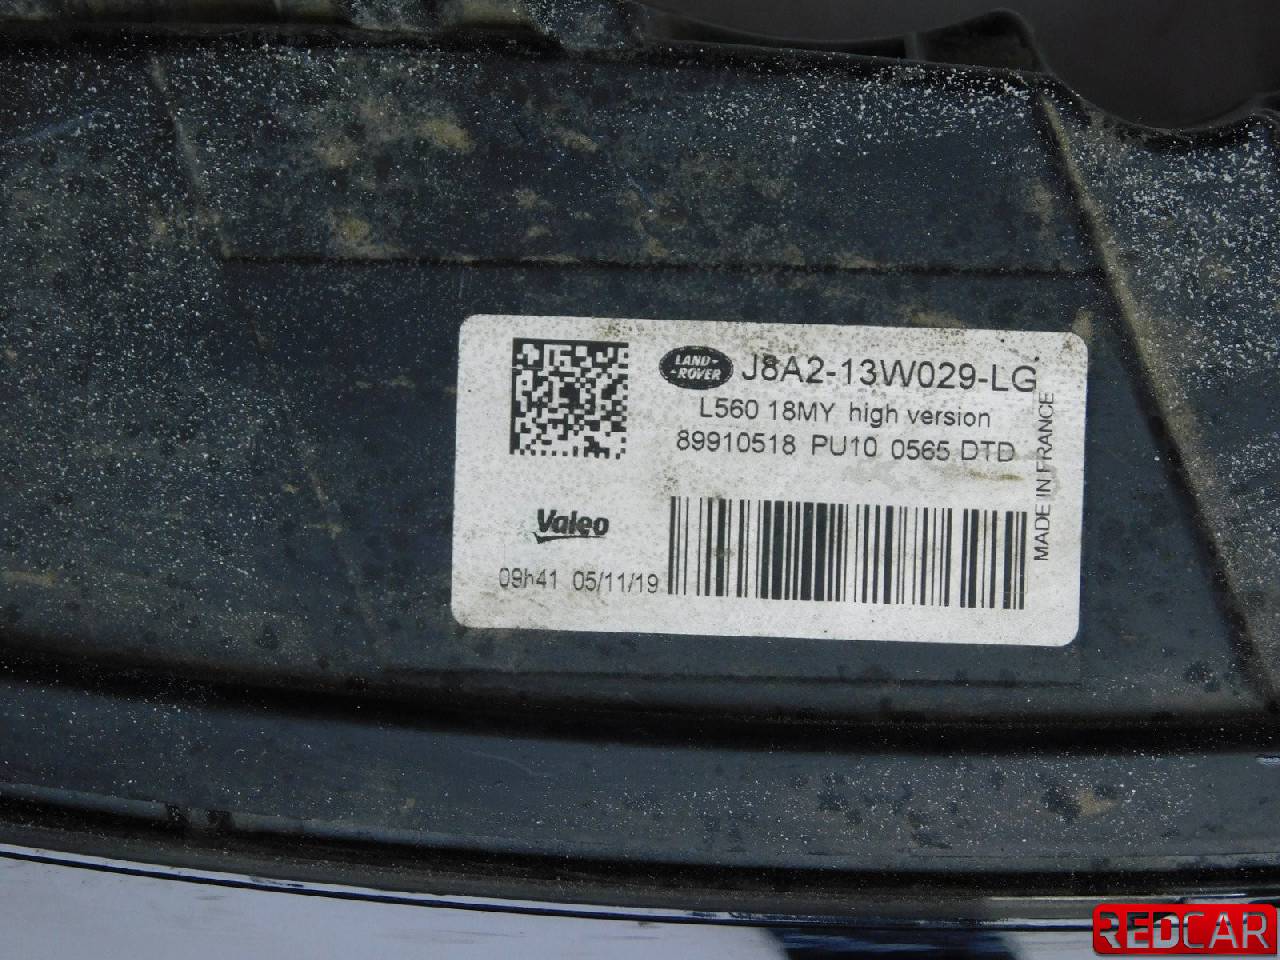 LAND-
-ROVER
J8A2-13W029-LG
L560 18MY high version
89910518 PU10 0565 DTD
MADE IN FRANCE
Valeo
09h41 05/11/19
REDCAR